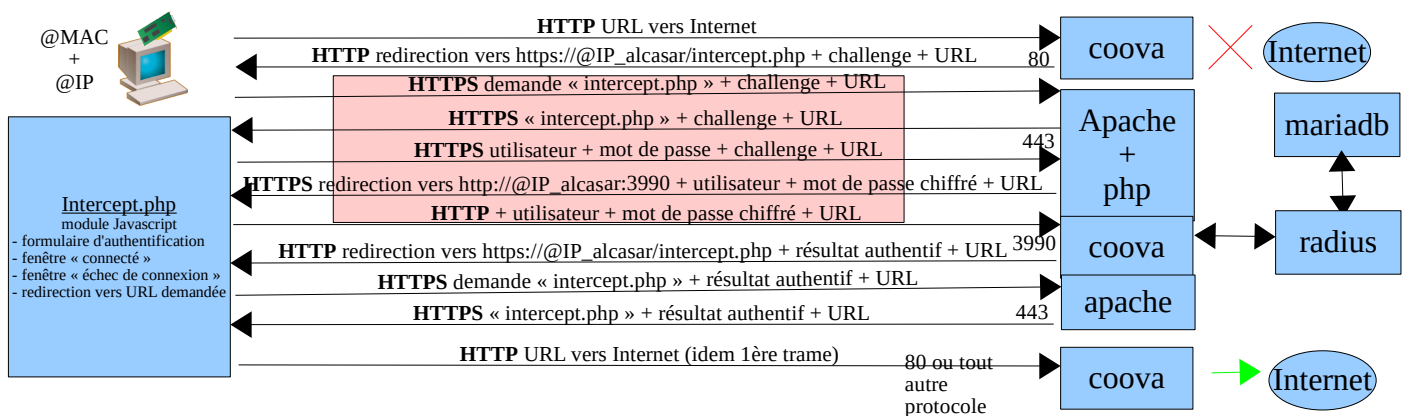 @MAC
+
@IP
HTTP URL vers Internet
HTTP redirection vers https://@IP_alcasar/intercept.php + challenge + URL
80
coova
Internet
HTTPS demande « intercept.php » + challenge + URL
HTTPS « intercept.php » + challenge + URL
443
HTTPS utilisateur + mot de passe + challenge + URL
HTTPS redirection vers http://@IP_alcasar:3990 + utilisateur + mot de passe chiffré + URL
Apache
+
php
mariadb
HTTP + utilisateur + mot de passe chiffré + URL
HTTP redirection vers https://@IP_alcasar/intercept.php + résultat authentif + URL
3990
coova
radius
HTTPS demande « intercept.php » + résultat authentif + URL
HTTPS « intercept.php » + résultat authentif + URL
443
apache
Intercept.php
module Javascript
- formulaire d'authentification
- fenêtre « connecté »
- fenêtre « échec de connexion »
- redirection vers URL demandée
HTTP URL vers Internet (idem 1ère trame)
80 ou tout
autre
protocole
coova
Internet